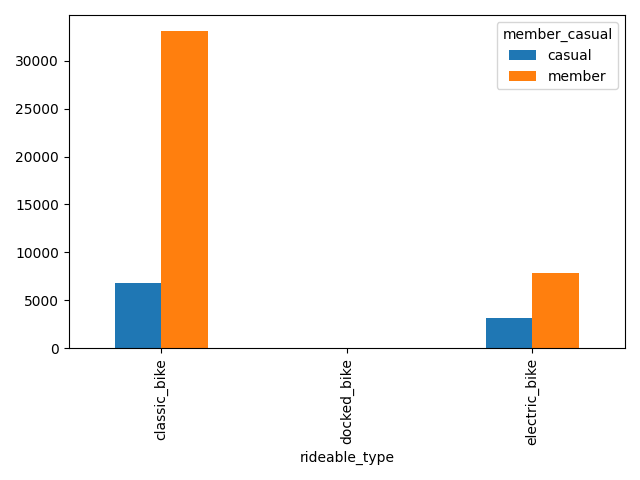 member_casual
casual
member
30000
25000
20000
15000
10000
5000
0
classic_bike
docked_bike
electric_bike
rideable_type